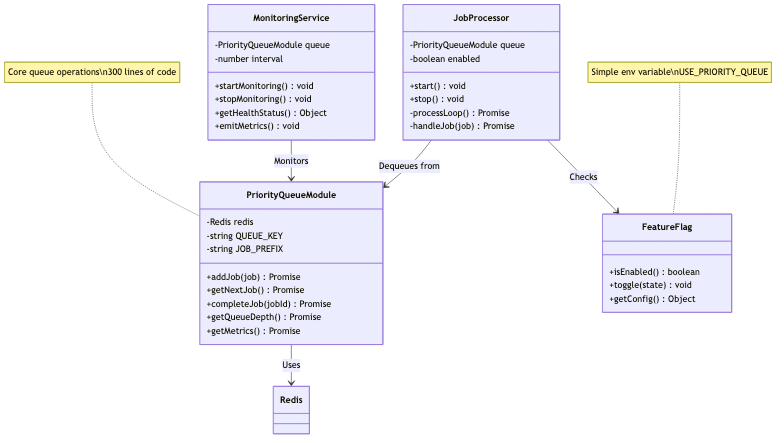 MonitoringService
-PriorityQueueModule queue
-number interval
+startMonitoring() : void
+stopMonitoring() : void
+getHealthStatus() : Object
+emitMetrics() : void
JobProcessor
-PriorityQueueModule queue
-boolean enabled
+start() : void
+stop() : void
-processLoop() : Promise
-handleJob(job) : Promise
Core queue operations\n300 lines of code
Simple env variable\nUSE_PRIORITY_QUEUE
Monitors
Dequeues from
Checks
PriorityQueueModule
-Redis redis
-string QUEUE_KEY
-string JOB_PREFIX
+addJob(job) : Promise
+getNextJob() : Promise
+completeJob(jobId) : Promise
+getQueueDepth() : Promise
+getMetrics() : Promise
FeatureFlag
+isEnabled() : boolean
+toggle(state) : void
+getConfig() : Object
Uses
Redis